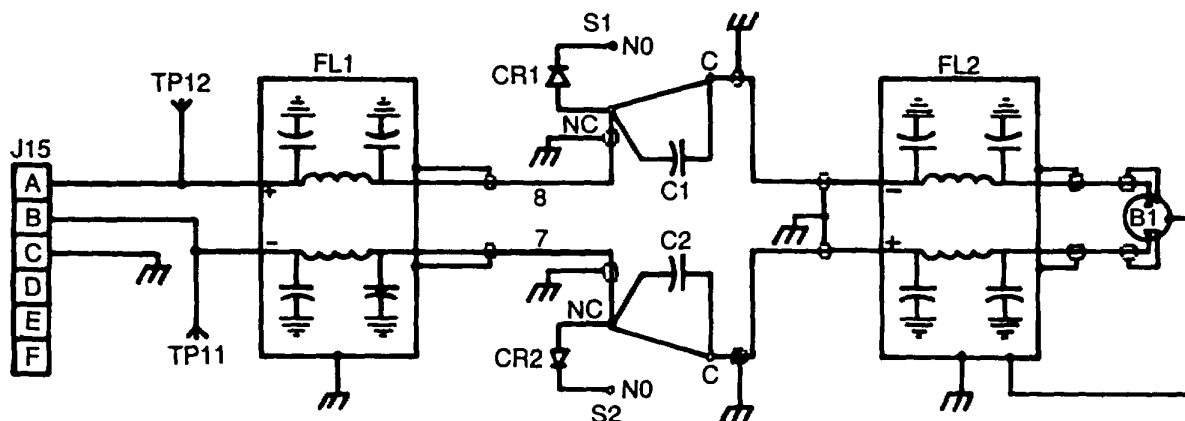 S1
N0
C
FL1
FL2
TP12
CR1
NC
J15
A
B
C
D
E
F
+
-
8
C1
-
+
B1
7
C2
NC
TP11
CR2
C
N0
S2